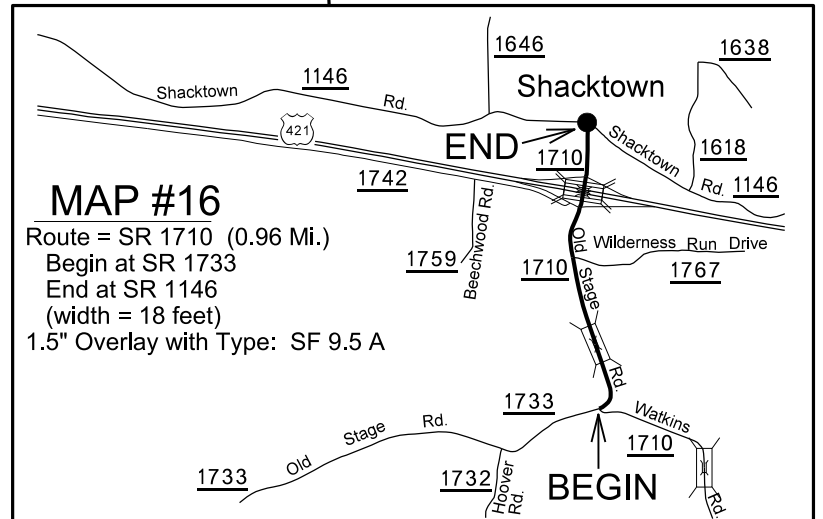 1646
1638
Shacktown
1146
Rd.
Shacktown
421
END
1710
Shacktown
1618
Rd.
1146
1742
MAP #16
Route = SR 1710 (0.96 Mi.)
Begin at SR 1733
End at SR 1146
(width = 18 feet)
1.5" Overlay with Type: SF 9.5 A
1759
Beechwood Rd.
1710
Old Stage Rd.
Wilderness Run Drive
1767
1733
Old Stage Rd.
1733
1732
Hoover Rd.
Watkins Rd.
1710
BEGIN